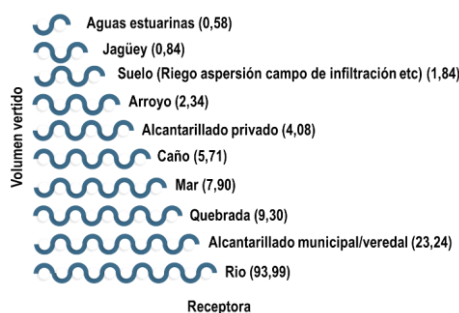 Aguas estuarinas (0,58)
Jagüey (0,84)
Suelo (Riego aspersión campo de infiltración etc) (1,84)
Arroyo (2,34)
Alcantarillado privado (4,08)
Caño (5,71)
Mar (7,90)
Quebrada (9,30)
Alcantarillado municipal/veredal (23,24)
Rio (93,99)
Volumen vertido
Receptora